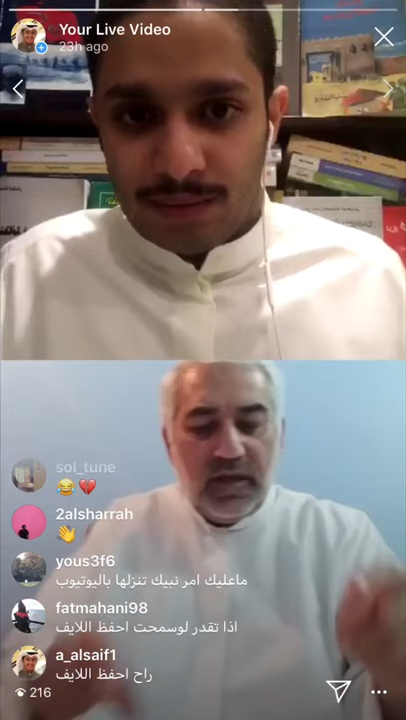 Your Live Video
23h ago
sol_tune
😂💔
2alsharrah
👋
yous3f6
ماعليك امر نبيك تنزلها باليوتيوب
fatmahani98
اذا تقدر لوسمحت احفظ اللايف
a_alsaif1
راح احفظ اللايف
216